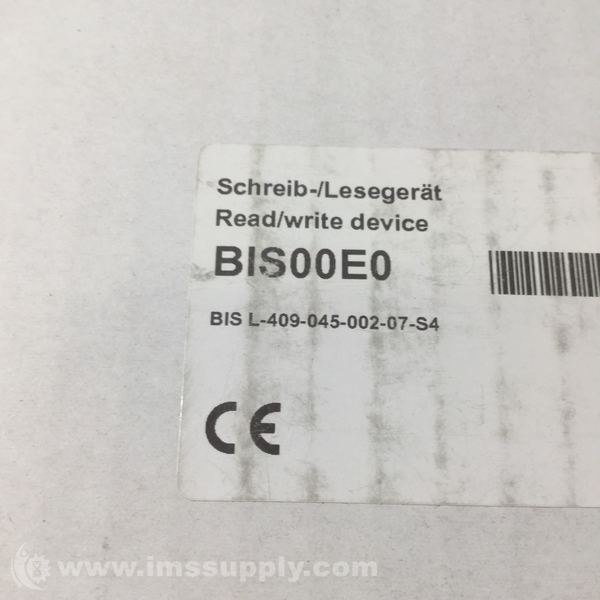 Schreib-/Lesegerät
Read/write device
BIS00E0
BIS L-409-045-002-07-S4
CE
www.imssupply.com